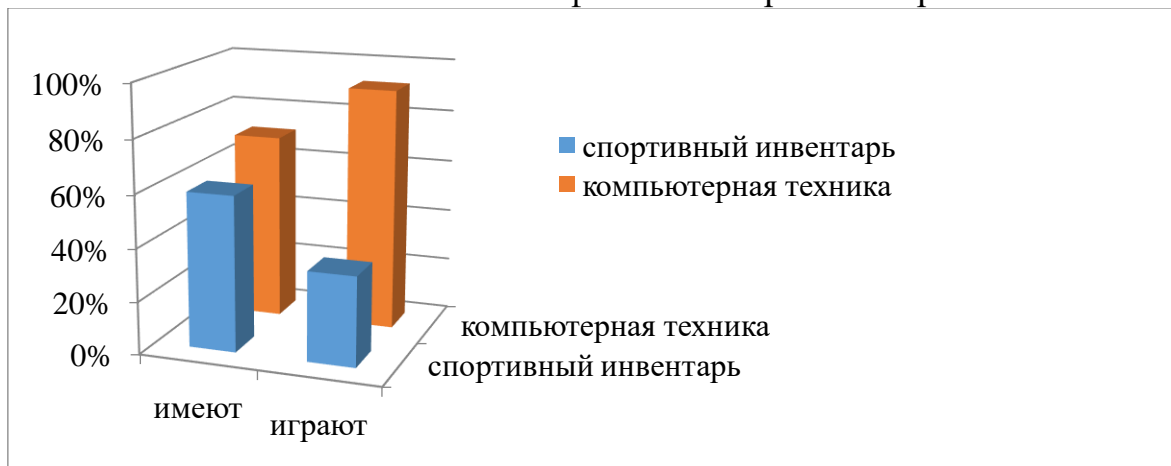 100%
80%
60%
40%
20%
0%
имеют
играют
компьютерная техника
спортивный инвентарь
спортивный инвентарь
компьютерная техника